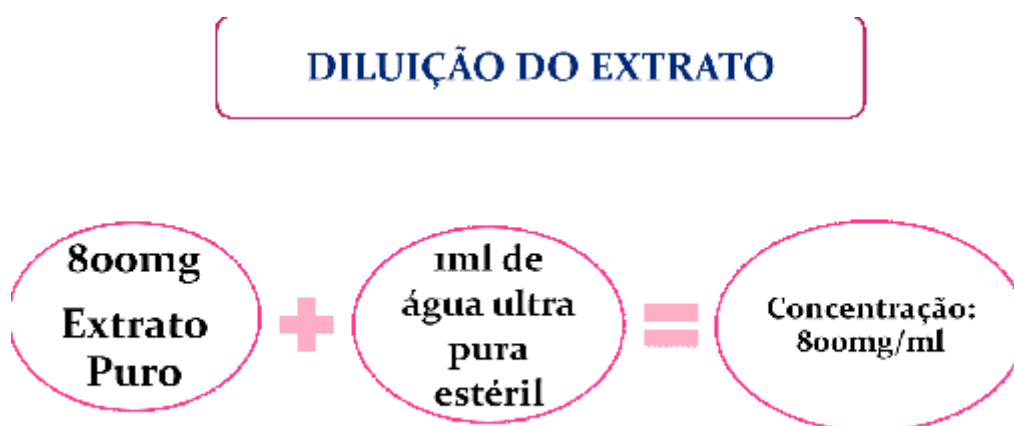 DILUIÇÃO DO EXTRATO
800mg
Extrato
Puro
1ml de
água ultra
pura
estéril
Concentração:
800mg/ml